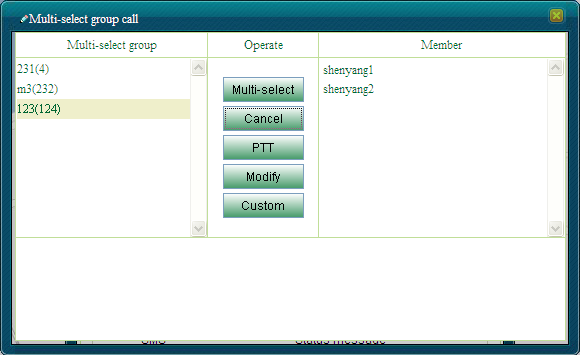 Multi-select group call
Multi-select group
Operate
Member
231(4)
m3(232)
123(124)
Multi-select
Cancel
PTT
Modify
Custom
shenyang1
shenyang2
SMS
Status message